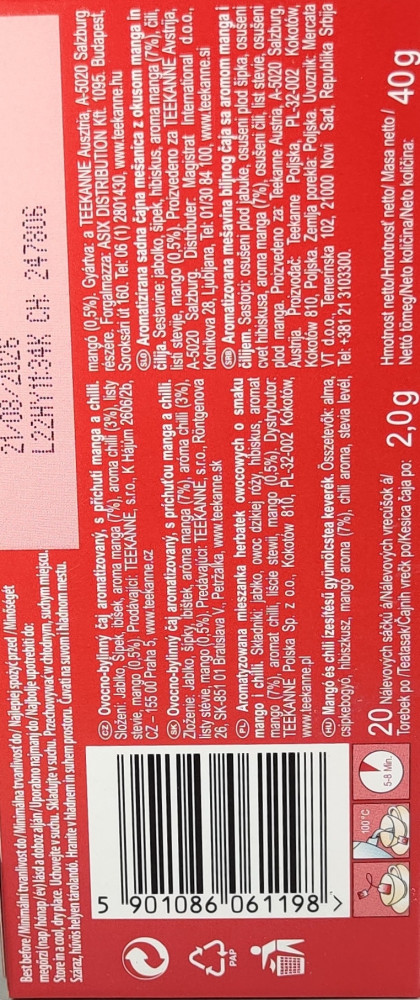 21/08/2026
L22HY1H34K CH: 247806
Best before / Minimální trvanlivost do / Minimálna trvanlivosť do / Najlepiej spożyć przed / Minőségét
megőrzi (nap/hónap/év) lásd a doboz alján / Uporabno najmanj do / Najbolje upotrebiti do:
Store in a cool, dry place. Uchovejte v suchu. Skladujte v suchu. Przechowywać w chłodnym, suchym miejscu.
Száraz, hűvös helyen tárolandó. Hranite v hladnem in suhem prostoru. Čuvati na suvom i hladnom mestu.
5 901086 061198 >
PAP
100°C
5-8 Min.
CZ Ovocno-bylinný čaj aromatizovaný, s příchutí manga a chilli.
Složení: Jablko, šípek, ibišek, aroma mango (7%), aroma chilli (3%), listy
stevie, mango (0,5%). Prodávající: TEEKANNE, s.r.o., K Hájům 2606/2b,
CZ – 155 00 Praha 5, www.teekanne.cz
SK Ovocno-bylinný čaj aromatizovaný, s príchuťou manga a chilli.
Zloženie: Jablko, šípky, ibištek, aróma mango (7%), aróma chilli (3%),
listy stévie, mango (0,5%). Predávajúci: TEEKANNE, s.r.o., Röntgenova
26, SK-851 01 Bratislava V., Petržalka, www.teekanne.sk
PL Aromatyzowana mieszanka herbatek owocowych o smaku
mango i chilli. Składniki: jabłko, owoc dzikiej róży, hibiskus, aromat
mango (7%), aromat chilli, liście stewii, mango (0,5%). Dystrybutor:
TEEKANNE Polska Sp. z o.o., Kokotów 810, PL-32-002 Kokotów,
www.teekanne.pl
HU Mangó és chili ízesítésű gyümölcstea keverék. Összetevők: alma,
csipkebogyó, hibiszkusz, mangó aroma (7%), chili aroma, stevia levél,
mangó (0,5%). Gyártva: a TEEKANNE Ausztria, A-5020 Salzburg
részére. Forgalmazza: ASIX DISTRIBUTION Kft. 1095. Budapest,
Soroksári út 160. Tel: 06 (1) 2801430, www.teekanne.hu
SLO Aromatizirana sadna čajna mešanica z okusom manga in
čilija. Sestavine: jabolko, šipek, hibiskus, aroma manga (7%), čili,
listi stevije, mango (0,5%). Proizvedeno za TEEKANNE Avstrija,
A-5020 Salzburg. Distributer: Magistrat International d.o.o.,
Kotnikova 28, Ljubljana, Tel: 01/30 84 100, www.teekanne.si
SRB Aromatizovana mešavina biljnog čaja sa aromom manga i
čilijem. Sastojci: osušeni plod jabuke, osušeni plod šipka, osušeni
cvet hibiskusa, aroma manga (7%), osušeni čili, list stevie, osušeni
plod manga. Proizvedeno za: Teekanne Austria, A-5020 Salzburg,
Austrija. Proizvođač: Teekanne Poljska, PL-32-002 Kokotów,
Kokotów 810, Poljska. Zemlja porekla: Poljska. Uvoznik: Mercata
VT d.o.o., Temerinska 102, 21000 Novi Sad, Republika Srbija
Tel: +381 21 3103300.
20 Nálevových sáčků á/Nálevových vreciúšok á/
Torebek po/Teatasak/Čajnih vrečk po/Kesica čaja po: 2,0 g
Hmotnost netto/Hmotnosť netto/Masa netto/
Nettó tömeg/Neto količina/Neto količina: 40 g